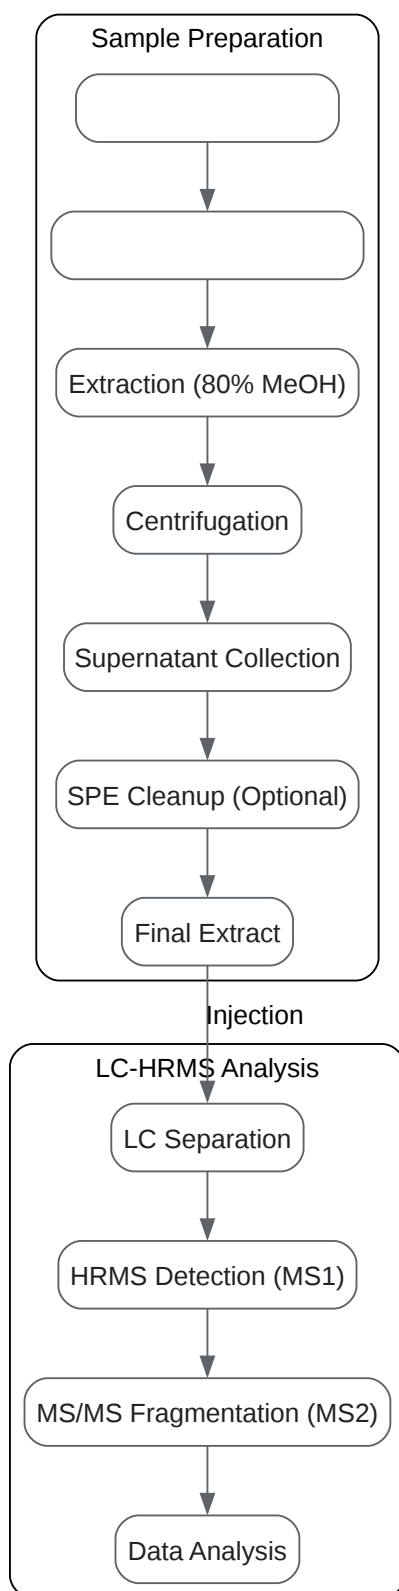 Sample Preparation
Extraction (80% MeOH)
Centrifugation
Supernatant Collection
SPE Cleanup (Optional)
Final Extract
Injection
LC-HRMS Analysis
LC Separation
HRMS Detection (MS1)
MS/MS Fragmentation (MS2)
Data Analysis